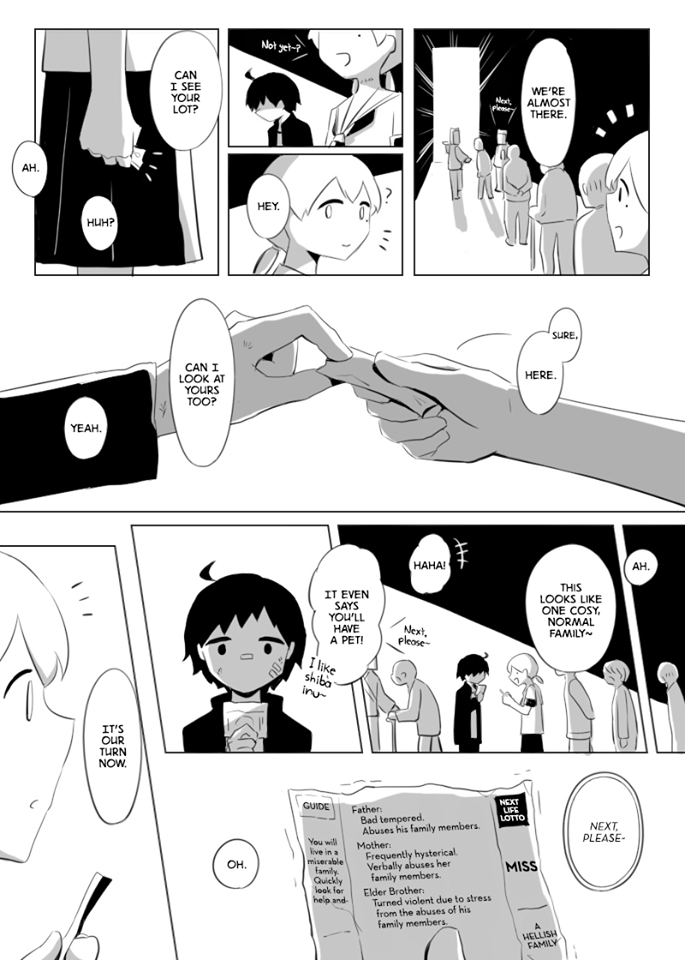 WE'RE
ALMOST
THERE.
Next,
please~
Not yet~?
HEY.
?
CAN
I SEE
YOUR
LOT?
HUH?
AH.
SURE,
HERE.
CAN I
LOOK AT
YOURS
TOO?
YEAH.
AH.
THIS
LOOKS LIKE
ONE COSY,
NORMAL
FAMILY~
HAHA!
Next,
please~
IT EVEN
SAYS
YOU'LL
HAVE
A PET!
I like
shiba
inu~
IT'S
OUR
TURN
NOW.
NEXT,
PLEASE-
GUIDE
You will
live in a
miserable
family.
Quickly
look for
help and-
Father:
Bad tempered.
Abuses his family members.
Mother:
Frequently hysterical.
Verbally abuses her
family members.
Elder Brother:
Turned violent due to stress
from the abuses of his
family members.
NEXT
LIFE
LOTTO
MISS
A
HELLISH
FAMILY
OH.